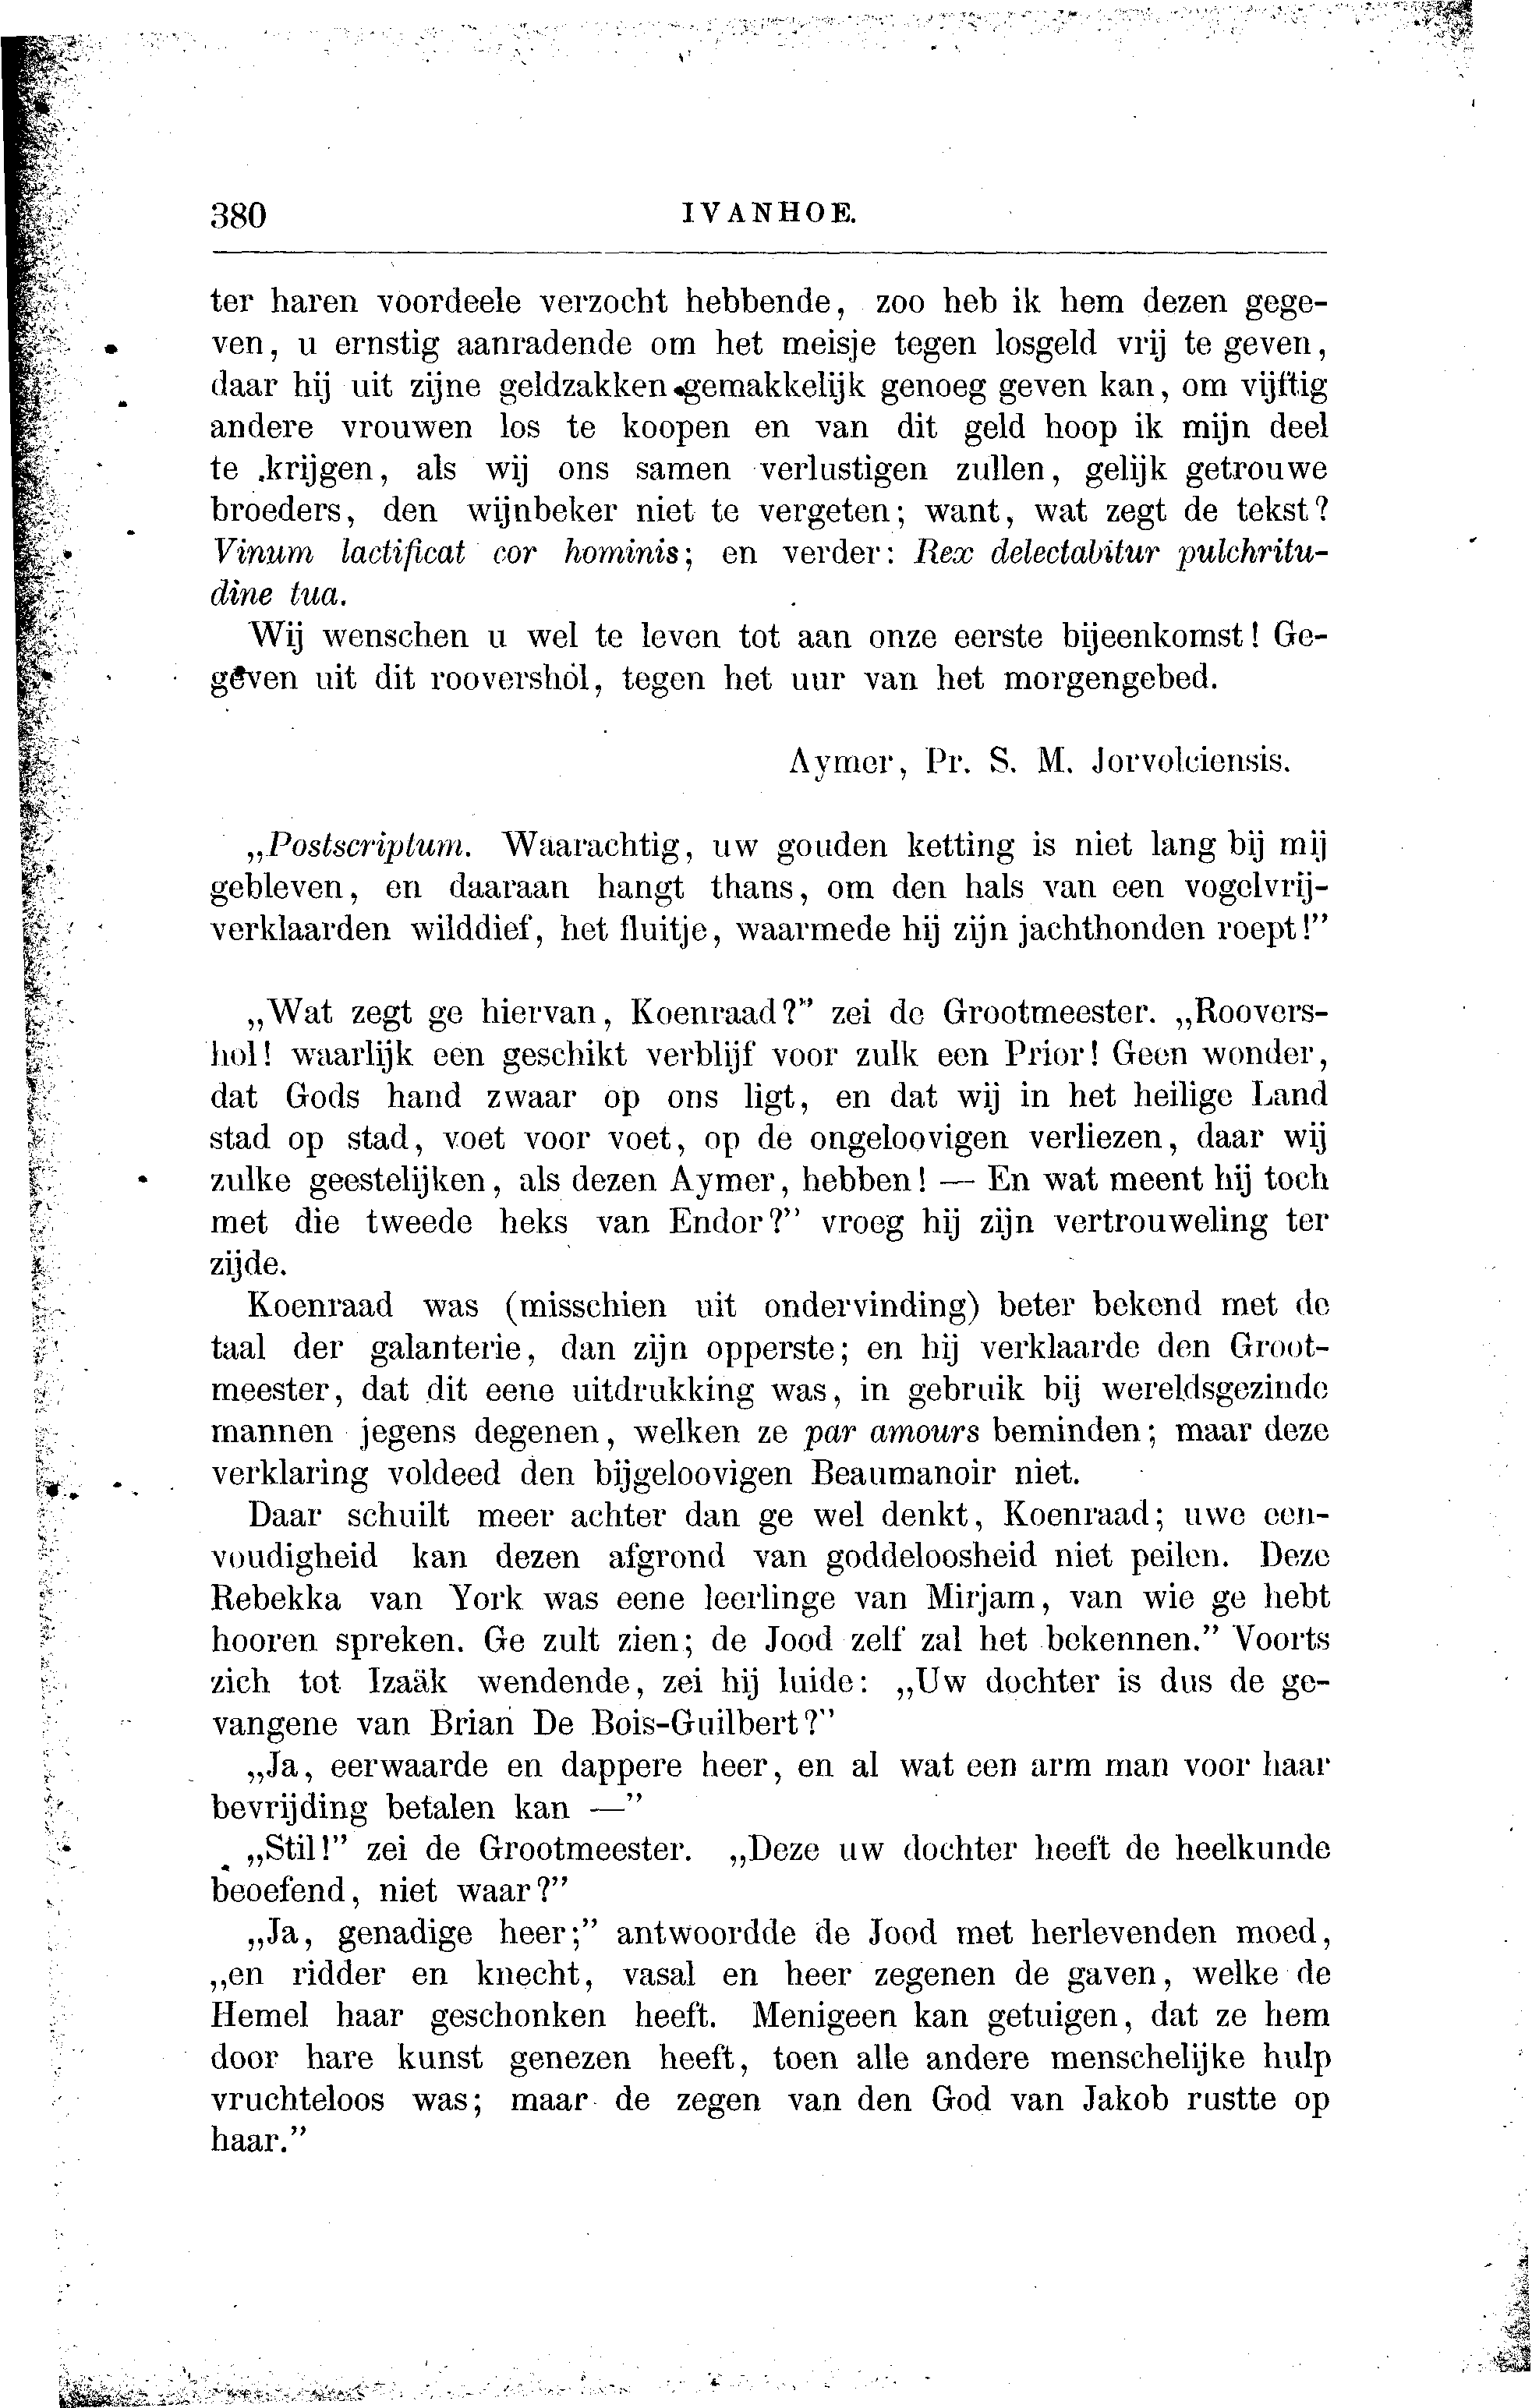 380 IVANHOE.
ter haren voordeele verzocht hebbende, zoo heb ik hem dezen gege-
ven, u ernstig aanradende om het meisje tegen losgeld vrij te geven,
daar hij uit zijne geldzakken gemakkelijk genoeg geven kan, om vijftig
andere vrouwen los te koopen en van dit geld hoop ik mijn deel
te krijgen, als wij ons samen verlustigen zullen, gelijk getrouwe
broeders, den wijnbeker niet te vergeten; want, wat zegt de tekst?
Vinum lactificat cor hominis; en verder: Rex delectabitur pulchritu-
dine tua.
Wij wenschen u wel te leven tot aan onze eerste bijeenkomst! Ge-
geven uit dit roovershol, tegen het uur van het morgengebed.
Aymer, Pr. S. M. Jorvolciensis.
„Postscriptum. Waarachtig, uw gouden ketting is niet lang bij mij
gebleven, en daaraan hangt thans, om den hals van een vogelvrij-
verklaarden wilddief, het fluitje, waarmede hij zijn jachthonden roept!”
„Wat zegt ge hiervan, Koenraad?” zei de Grootmeester. „Roovers-
hol! waarlijk een geschikt verblijf voor zulk een Prior! Geen wonder,
dat Gods hand zwaar op ons ligt, en dat wij in het heilige Land
stad op stad, voet voor voet, op de ongeloovigen verliezen, daar wij
zulke geestelijken, als dezen Aymer, hebben! — En wat meent hij toch
met die tweede heks van Endor?” vroeg hij zijn vertrouweling ter
zijde.
Koenraad was (misschien uit ondervinding) beter bekend met de
taal der galanterie, dan zijn opperste; en hij verklaarde den Groot-
meester, dat dit eene uitdrukking was, in gebruik bij wereldsgezinde
mannen jegens degenen, welken ze par amours beminden; maar deze
verklaring voldeed den bijgeloovigen Beaumanoir niet.
Daar schuilt meer achter dan ge wel denkt, Koenraad; uwe een-
voudigheid kan dezen afgrond van goddeloosheid niet peilen. Deze
Rebekka van York was eene leerlinge van Mirjam, van wie ge hebt
hooren spreken. Ge zult zien; de Jood zelf zal het bekennen.” Voorts
zich tot Izaäk wendende, zei hij luide: „Uw dochter is dus de ge-
vangene van Brian De Bois-Guilbert?”
„Ja, eerwaarde en dappere heer, en al wat een arm man voor haar
bevrijding betalen kan —”
„Stil!” zei de Grootmeester. „Deze uw dochter heeft de heelkunde
beoefend, niet waar?”
„Ja, genadige heer;” antwoordde de Jood met herlevenden moed,
„en ridder en knecht, vasal en heer zegenen de gaven, welke de
Hemel haar geschonken heeft. Menigeen kan getuigen, dat ze hem
door hare kunst genezen heeft, toen alle andere menschelijke hulp
vruchteloos was; maar de zegen van den God van Jakob rustte op
haar.”